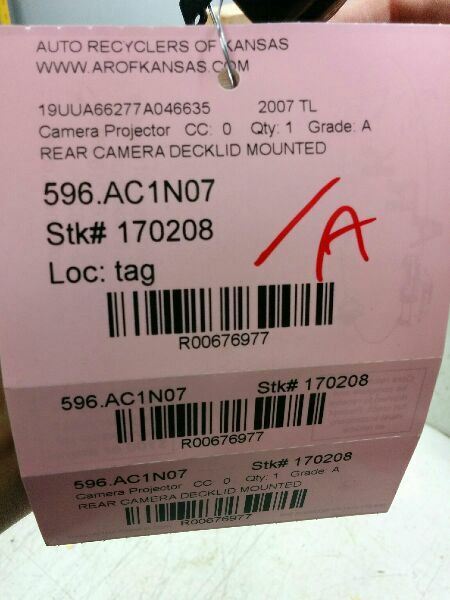 AUTO RECYCLERS OF KANSAS
WWW.AROFKANSAS.COM
19UUA66277A046635 2007 TL
Camera Projector CC: 0 Qty: 1 Grade: A
REAR CAMERA DECKLID MOUNTED
596.AC1N07
Stk# 170208
/A
Loc: tag
R00676977
596.AC1N07 Stk# 170208
R00676977
596.AC1N07 Stk# 170208
Camera Projector CC: 0 Qty: 1 Grade: A
REAR CAMERA DECKLID MOUNTED
R00676977